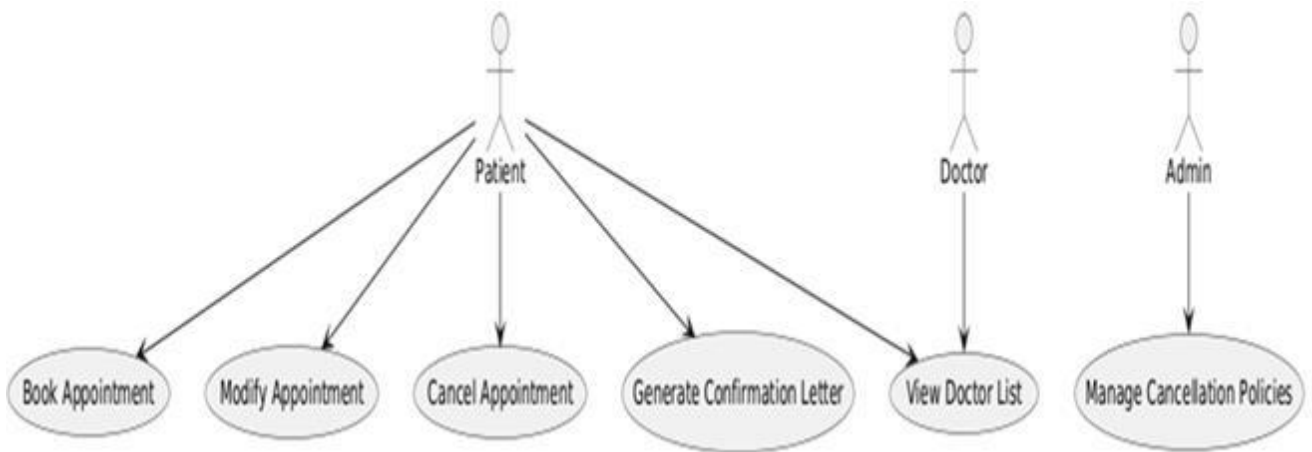 Patient
Doctor
Admin
Book Appointment
Modify Appointment
Cancel Appointment
Generate Confirmation Letter
View Doctor List
Manage Cancellation Policies